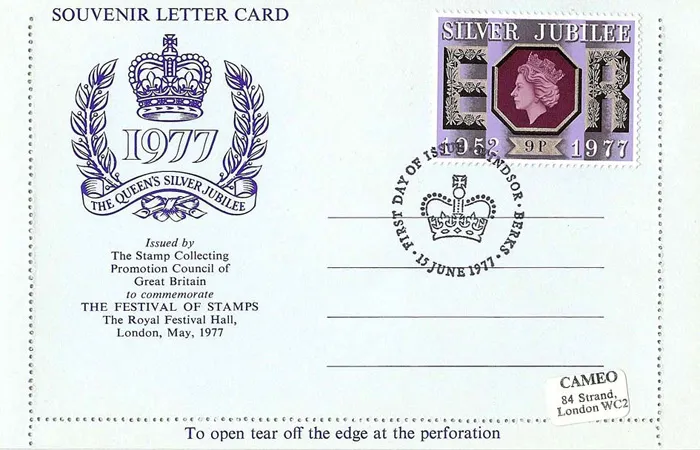 SOUVENIR LETTER CARD
1977
THE QUEEN'S SILVER JUBILEE
Issued by
The Stamp Collecting
Promotion Council of
Great Britain
to commemorate
THE FESTIVAL OF STAMPS
The Royal Festival Hall,
London, May, 1977
SILVER JUBILEE
E R
1952 9P 1977
FIRST DAY OF ISSUE WINDSOR · BERKS ·
· 15 JUNE 1977 ·
CAMEO
84 Strand,
London WC2
To open tear off the edge at the perforation